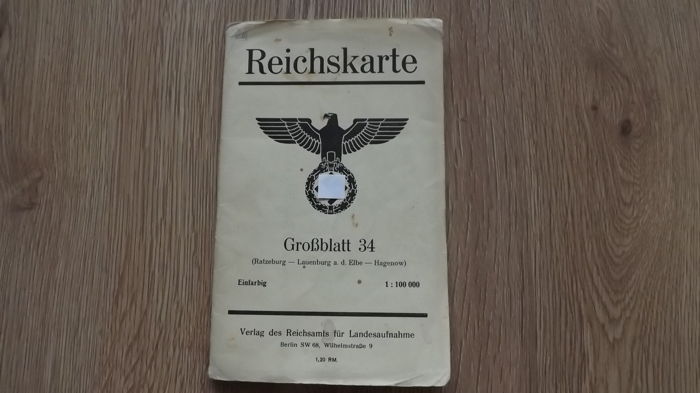 Reichskarte
Großblatt 34
(Ratzeburg — Lauenburg a. d. Elbe — Hagenow)
Einfarbig 1 : 100 000
Verlag des Reichsamts für Landesaufnahme
Berlin SW 68, Wilhelmstraße 9
1,20 RM.